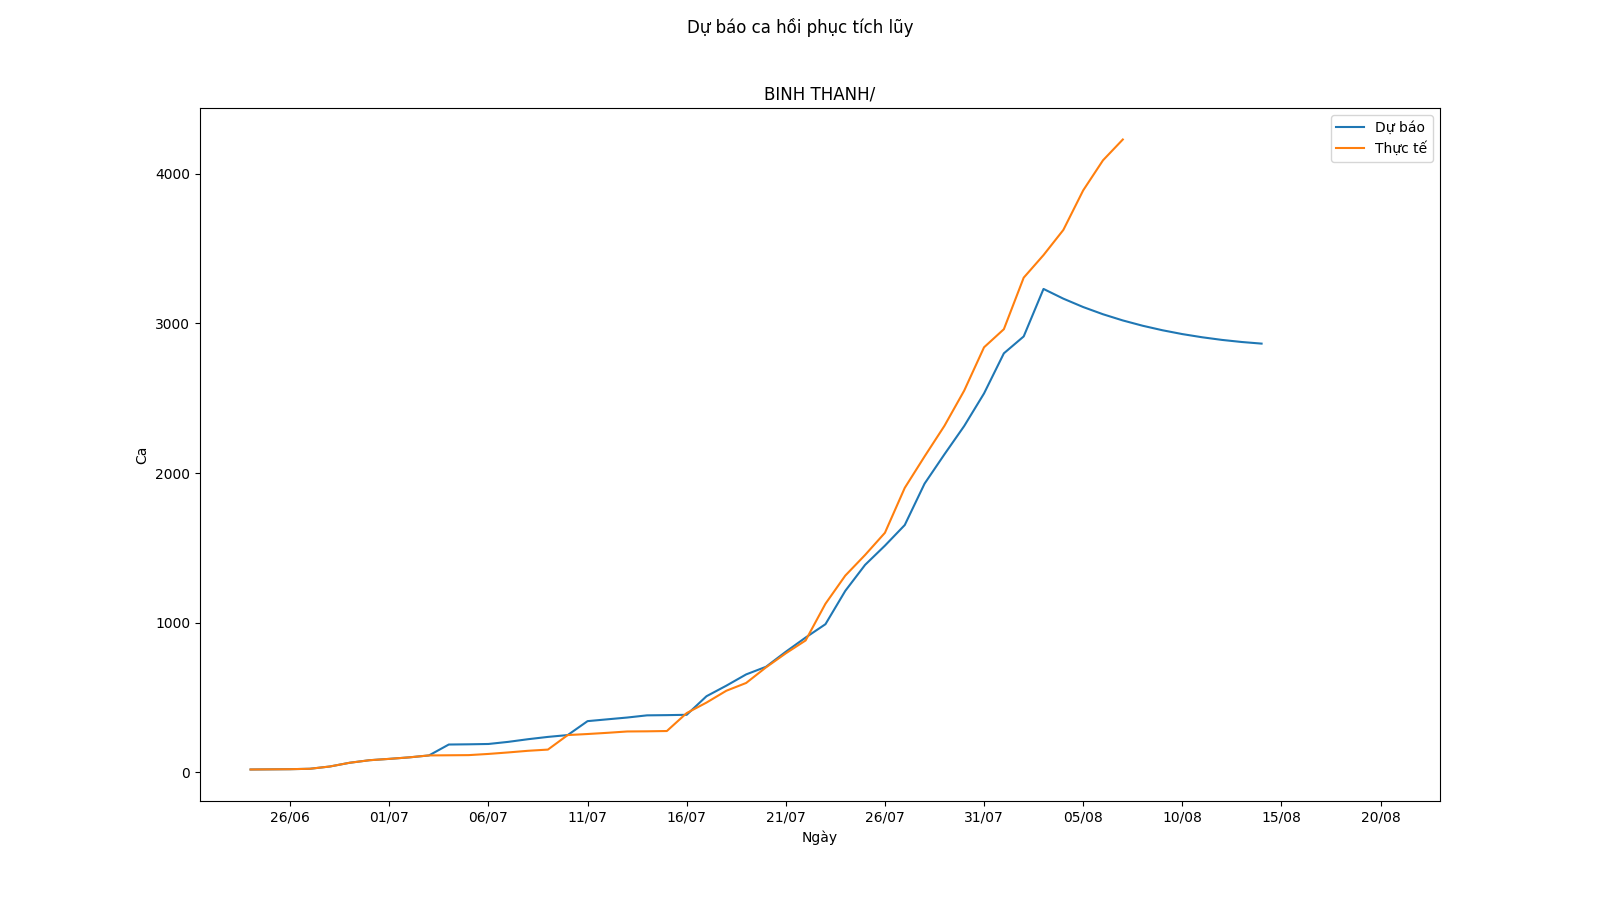 Dự báo ca hồi phục tích lũy
BINH THANH/
Dự báo
Thực tế
4000
3000
2000
1000
0
Ca
26/06 01/07 06/07 11/07 16/07 21/07 26/07 31/07 05/08 10/08 15/08 20/08
Ngày